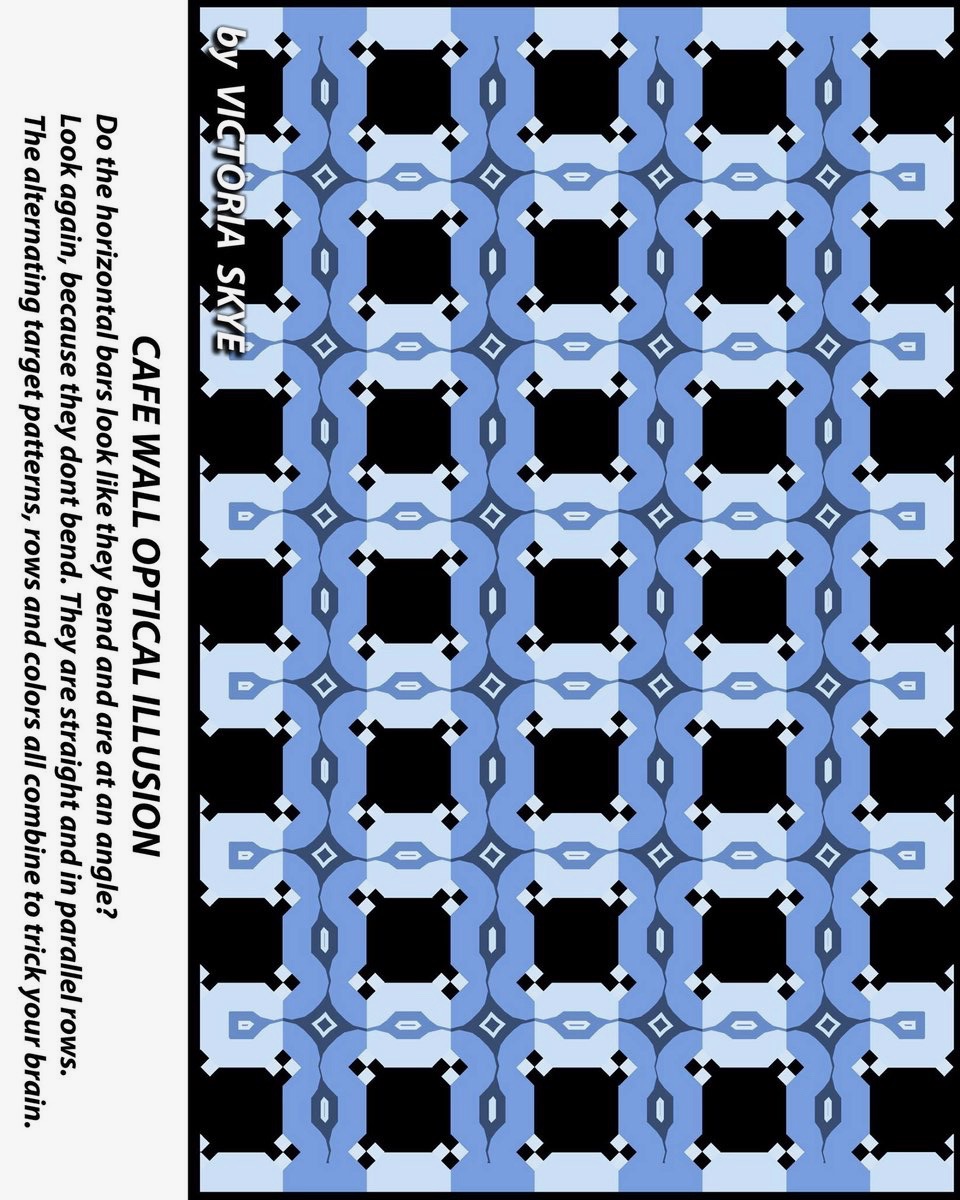 by VICTORIA SKYE
CAFE WALL OPTICAL ILLUSION
Do the horizontal bars look like they bend and are at an angle?
Look again, because they dont bend. They are straight and in parallel rows.
The alternating target patterns, rows and colors all combine to trick your brain.